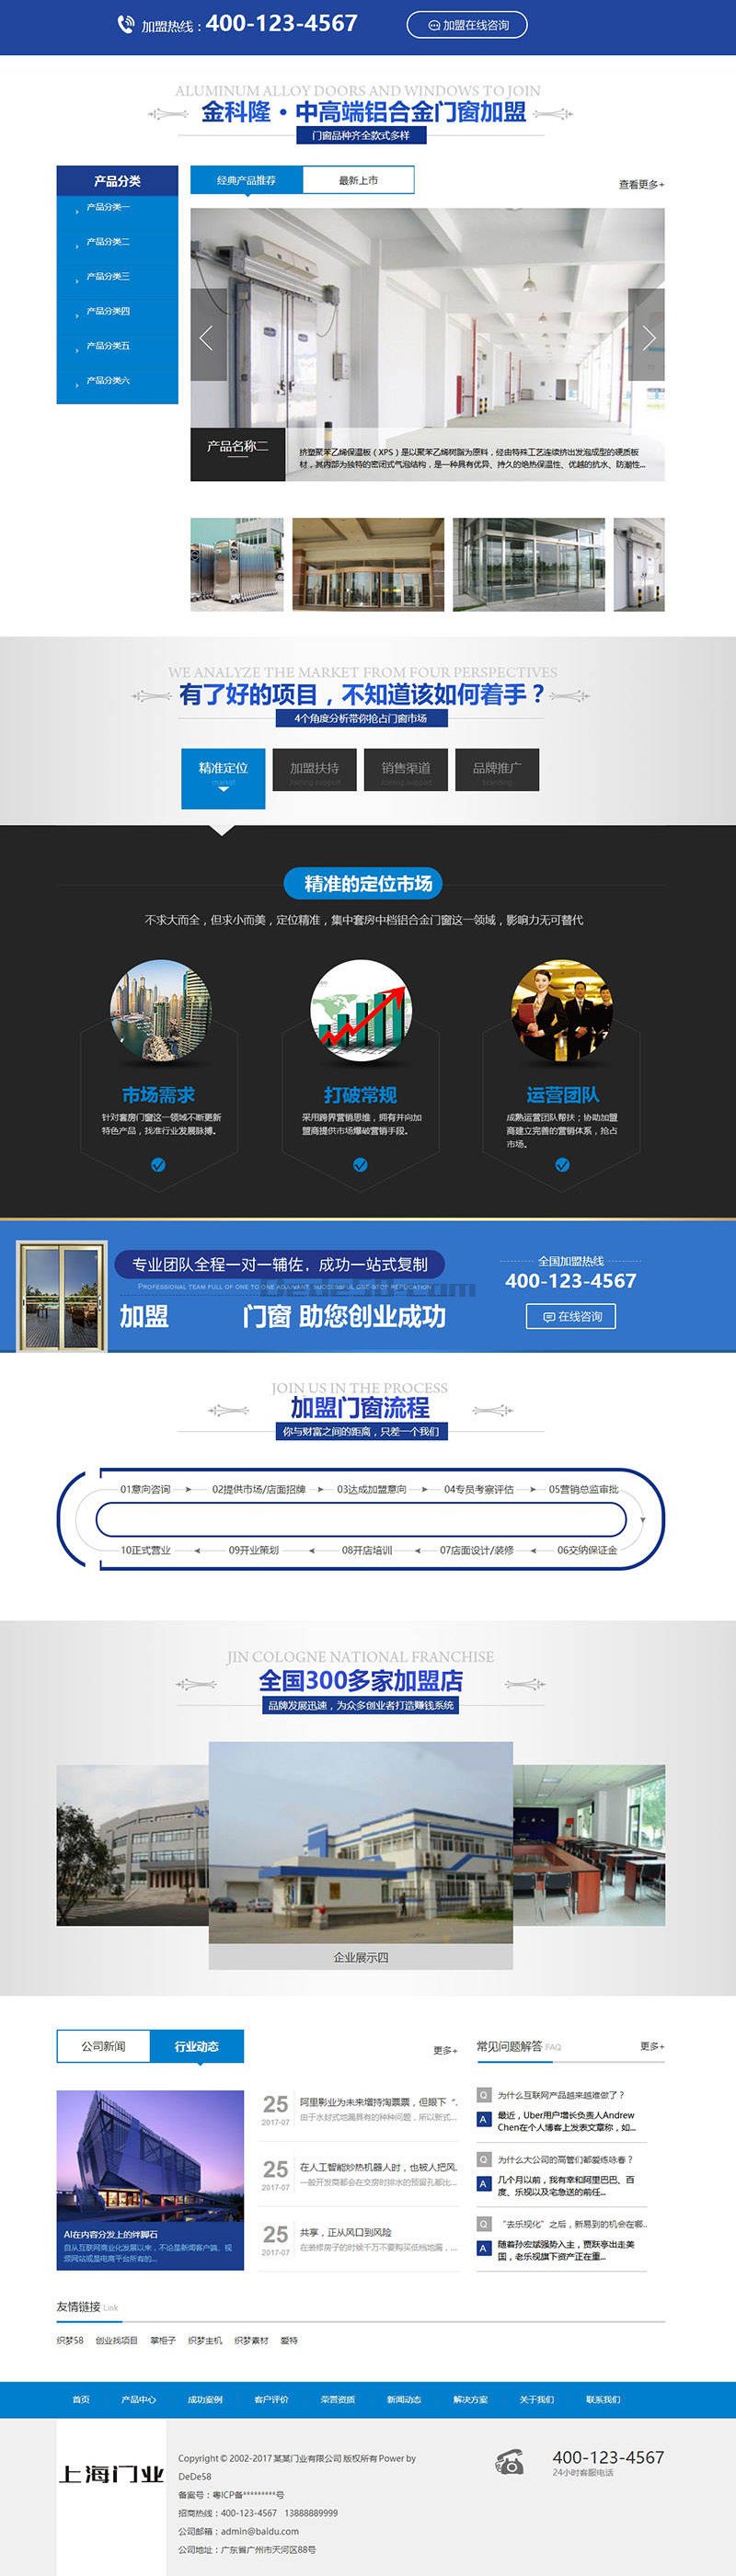 加盟热线：400-123-4567
加盟在线咨询
ALUMINUM ALLOY DOORS AND WINDOWS TO JOIN
金科隆·中高端铝合金门窗加盟
门窗品种齐全款式多样
产品分类
产品分类一
产品分类二
产品分类三
产品分类四
产品分类五
产品分类六
经典产品推荐
最新上市
查看更多+
产品名称二
挤塑聚苯乙烯保温板（XPS）是以聚苯乙烯树脂为原料，经由特殊工艺连续挤出发泡成型的硬质板
材，其内部为独特的密闭式气泡结构，是一种具有优异、持久的绝热保温性、优越的抗水、防潮性...
WE ANALYZE THE MARKET FROM FOUR PERSPECTIVES
有了好的项目，不知道该如何着手？
4个角度分析带你抢占门窗市场
精准定位
market
加盟扶持
销售渠道
品牌推广
精准的定位市场
不求大而全，但求小而美，定位精准，集中套房中档铝合金门窗这一领域，影响力无可替代
市场需求
针对套房门窗这一领域不断更新
特色产品，找准行业发展脉搏。
打破常规
采用跨界营销思维，拥有并向加
盟商提供市场爆破营销手段。
运营团队
成熟运营团队帮扶；协助加盟
商建立完善的营销体系，抢占
市场。
专业团队全程一对一辅佐，成功一站式复制
PROFESSIONAL TEAM FULL OF ONE TO ONE ADJUVANT, SUCCESSFUL ONE-STOP REPLICATION
加盟 门窗 助您创业成功
全国加盟热线
400-123-4567
在线咨询
JOIN US IN THE PROCESS
加盟门窗流程
你与财富之间的距离，只差一个我们
01意向咨询
02提供市场/店面招牌
03达成加盟意向
04专员考察评估
05营销总监审批
10正式营业
09开业策划
08开店培训
07店面设计/装修
06交纳保证金
JIN COLOGNE NATIONAL FRANCHISE
全国300多家加盟店
品牌发展迅速，为众多创业者打造赚钱系统
企业展示四
公司新闻
行业动态
更多+
AI在内容分发上的绊脚石
自从互联网商业化发展以来，不论是新闻客户端、视
频网站或是电商平台所有的...
25
2017-07
阿里影业为未来增持淘票票，但眼下“.
由于水封式地漏具有的种种问题，所以新式...
25
2017-07
在人工智能炒热机器人时，也被人把风.
一般开发商都会在交房时排水的预留孔都比...
25
2017-07
共享，正从风口到风险
在装修房子的时候千万不要购买低档地漏，...
常见问题解答 FAQ
更多+
Q 为什么互联网产品越来越难做了？
A 最近，Uber用户增长负责人Andrew
Chen在个人博客上发表文章称，如...
Q 为什么大公司的高管们都爱练咏春？
A 几个月以前，我有幸和阿里巴巴、百
度、乐视以及宅急送的前任...
Q “去乐视化”之后，新易到的机会在哪..
A 随着孙宏斌强势入主，贾跃亭出走美
国，老乐视旗下资产正在重...
友情链接 Link
织梦58 创业找项目 掌柜子 织梦主机 织梦素材 爱特
首页 产品中心 成功案例 客户评价 荣誉资质 新闻动态 解决方案 关于我们 联系我们
上海门业
Copyright © 2002-2017 某某门业有限公司 版权所有 Power by
DeDe58
备案号：粤ICP备*********号
招商热线：400-123-4567 13888889999
公司邮箱：admin@baidu.com
公司地址：广东省广州市天河区88号
400-123-4567
24小时客服电话